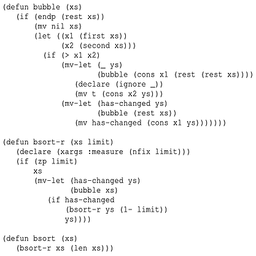 (defun bubble (xs)
(if (endp (rest xs))
(mv nil xs)
(let ((x1 (first xs))
(x2 (second xs)))
(if (> x1 x2)
(mv-let (_ ys)
(bubble (cons x1 (rest (rest xs))))
(declare (ignore _))
(mv t (cons x2 ys)))
(mv-let (has-changed ys)
(bubble (rest xs))
(mv has-changed (cons x1 ys)))))))
(defun bsort-r (xs limit)
(declare (xargs :measure (nfix limit)))
(if (zp limit)
xs
(mv-let (has-changed ys)
(bubble xs)
(if has-changed
(bsort-r ys (1- limit))
ys))))
(defun bsort (xs)
(bsort-r xs (len xs)))